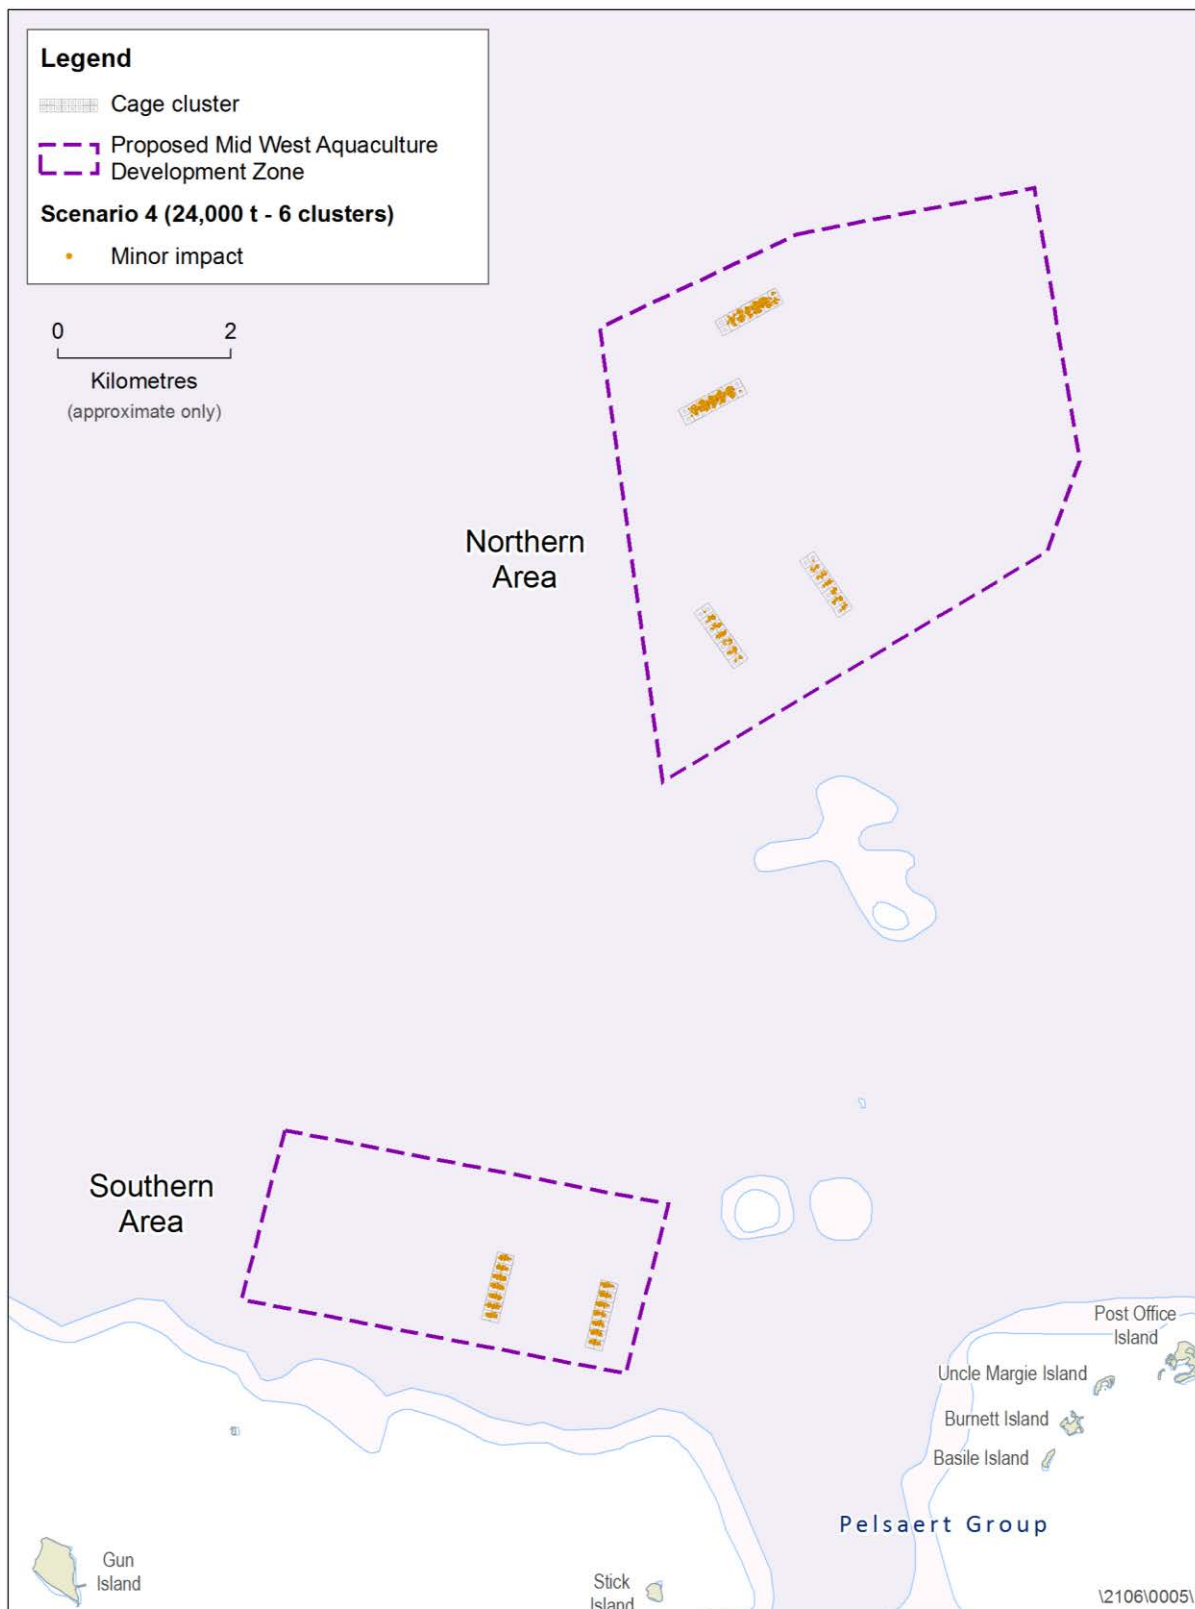 Legend
Cage cluster
Proposed Mid West Aquaculture
Development Zone
Scenario 4 (24,000 t - 6 clusters)
Minor impact
0 2
Kilometres
(approximate only)
Northern
Area
Southern
Area
Post Office
Island
Uncle Margie Island
Burnett Island
Basile Island
Pelsaert Group
Gun
Island
Stick
Island
\2106\0005\